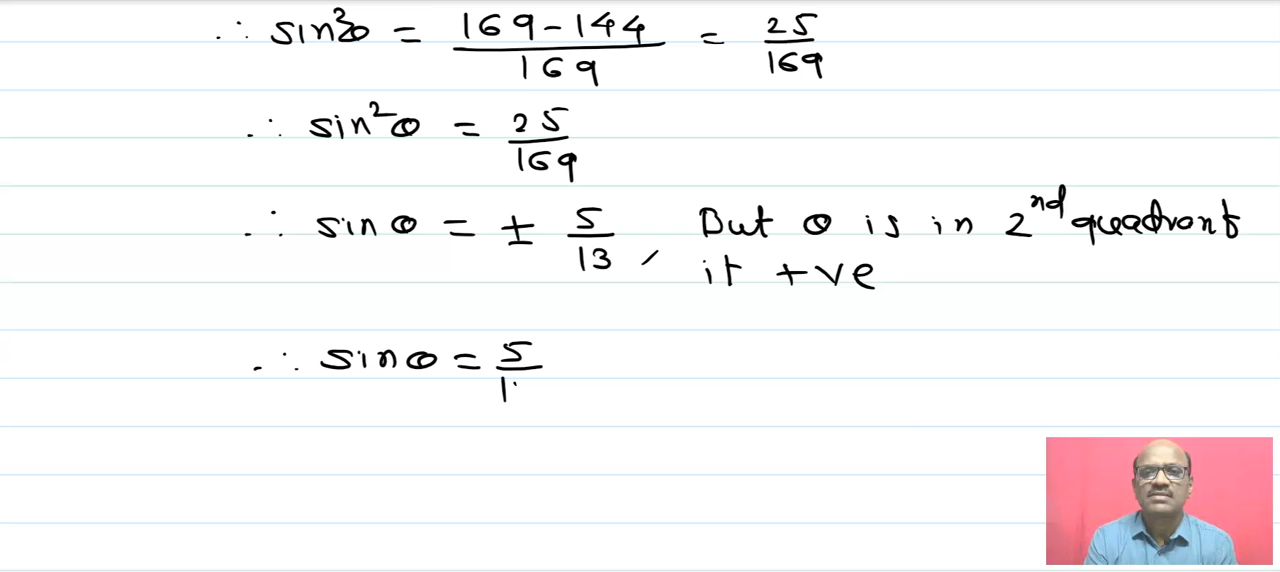 ∴ sin²θ = (169 - 144)/169 = 25/169
∴ sin²θ = 25/169
∴ sin θ = ± 5/13, But θ is in 2nd quadrant
it +ve
∴ sin θ = 5/1